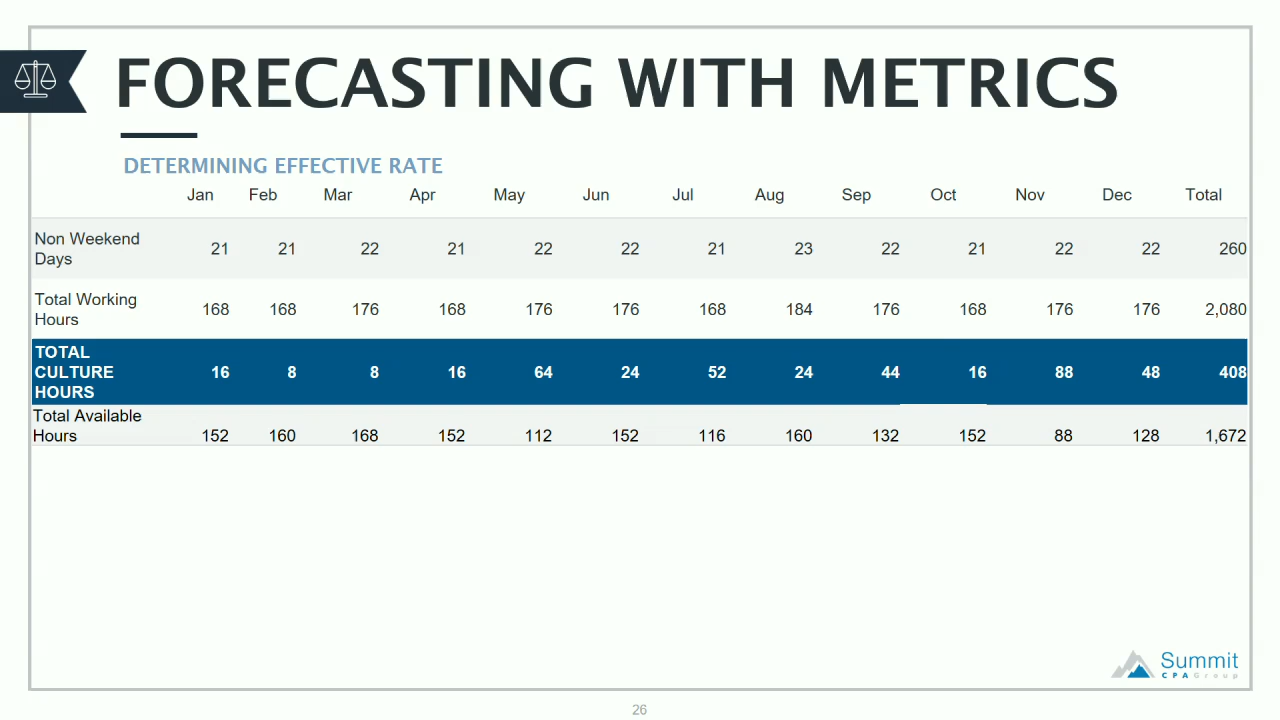 FORECASTING WITH METRICS
DETERMINING EFFECTIVE RATE
Jan Feb Mar Apr May Jun Jul Aug Sep Oct Nov Dec Total
Non Weekend
Days 21 21 22 21 22 22 21 23 22 21 22 22 260
Total Working
Hours 168 168 176 168 176 176 168 184 176 168 176 176 2,080
TOTAL
CULTURE 16 8 8 16 64 24 52 24 44 16 88 48 408
HOURS
Total Available
Hours 152 160 168 152 112 152 116 160 132 152 88 128 1,672
Summit
CPA Group
26